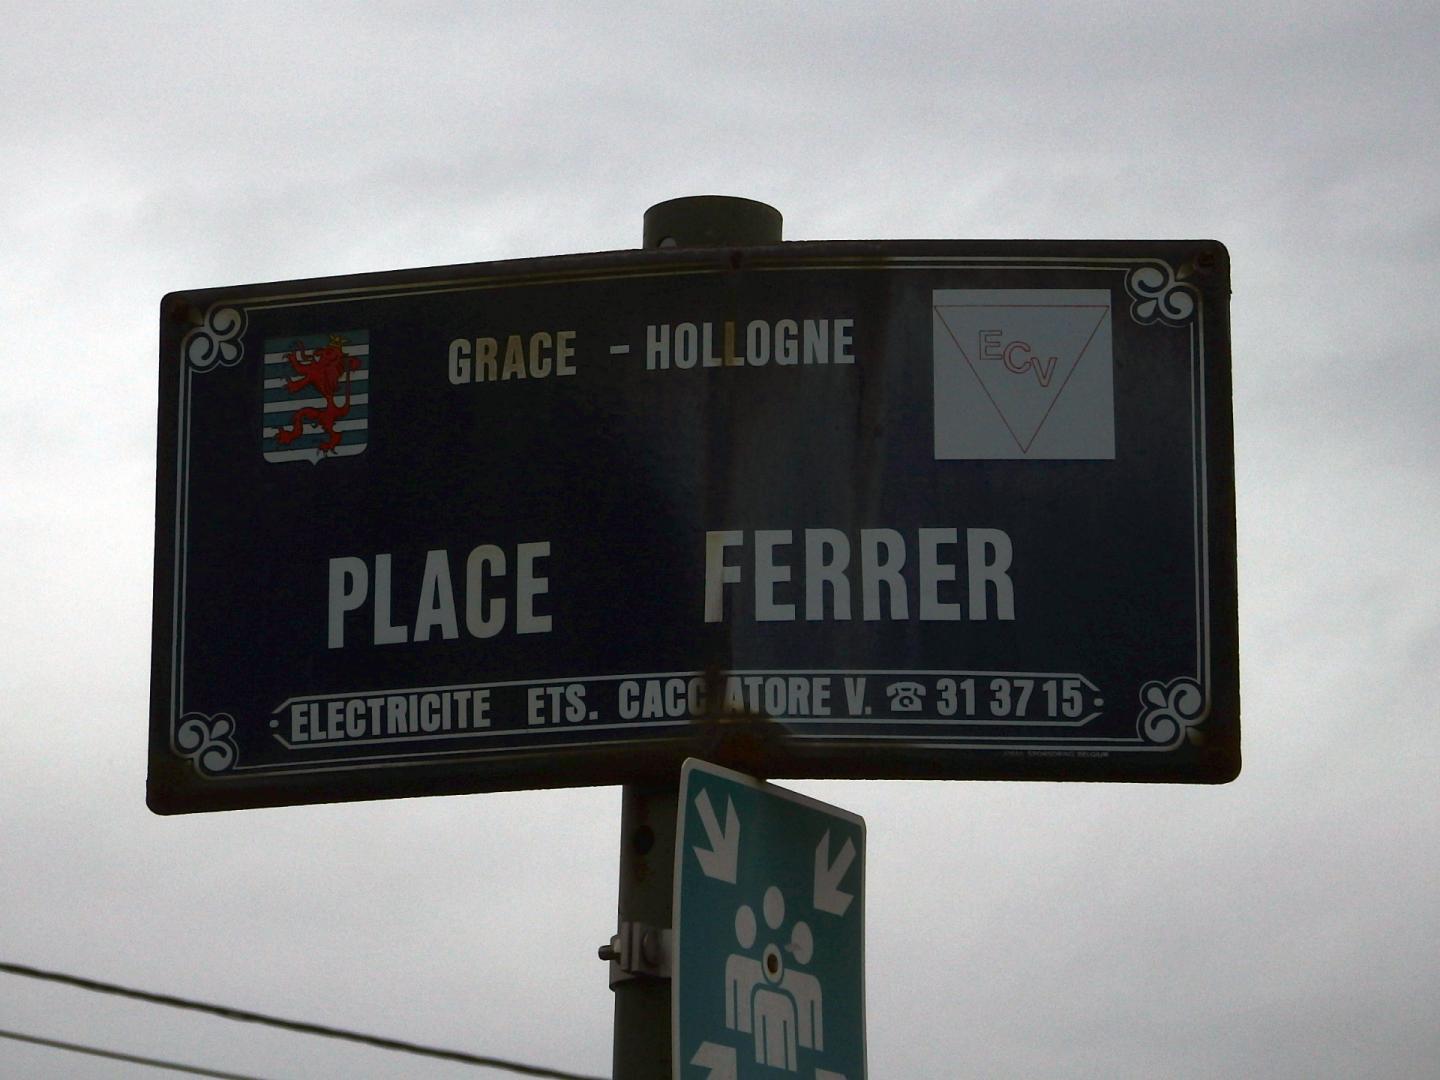 GRACE - HOLLOGNE
ECV
PLACE FERRER
ELECTRICITE ETS. CACCIATORE V. ☎ 31 37 15